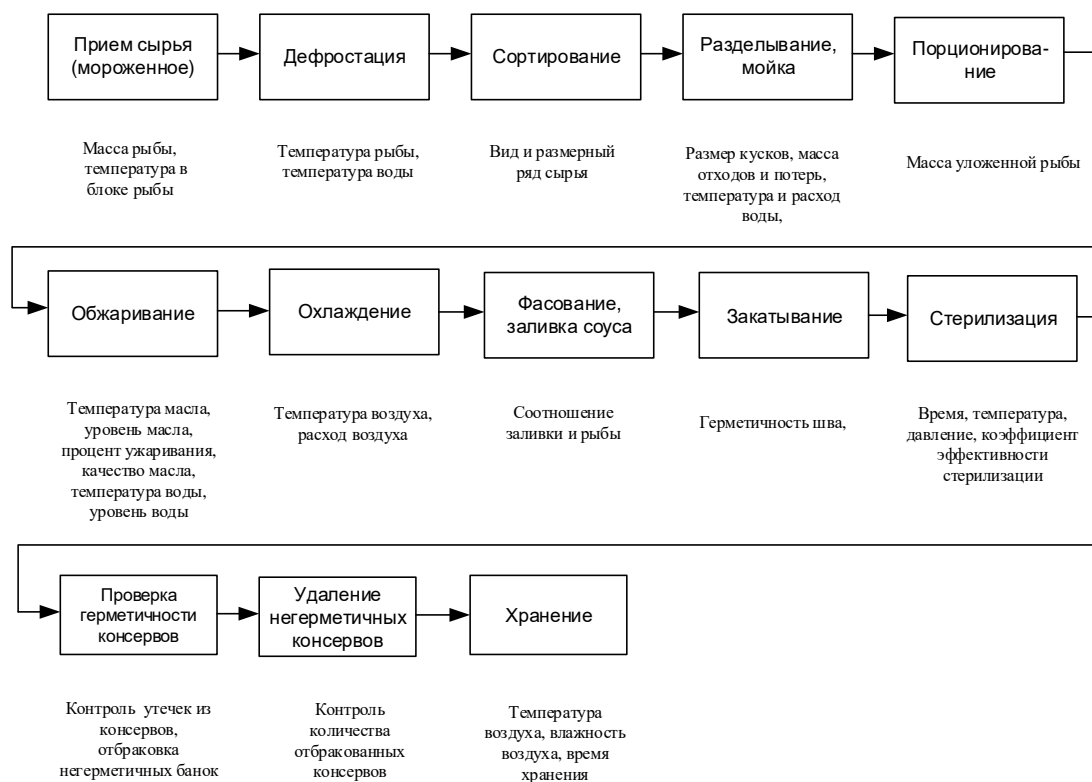 Прием сырья
(мороженное)
Дефростация
Сортирование
Разделывание,
мойка
Порционирова-
ние
Масса рыбы,
температура в
блоке рыбы
Температура рыбы,
температура воды
Вид и размерный
ряд сырья
Размер кусков, масса
отходов и потерь,
температура и расход
воды,
Масса уложенной рыбы
Обжаривание
Охлаждение
Фасование,
заливка соуса
Закатывание
Стерилизация
Температура масла,
уровень масла,
процент ужаривания,
качество масла,
температура воды,
уровень воды
Температура воздуха,
расход воздуха
Соотношение
заливки и рыбы
Герметичность шва,
Время, температура,
давление, коэффициент
эффективности
стерилизации
Проверка
герметичности
консервов
Удаление
негерметичных
консервов
Хранение
Контроль утечек из
консервов,
отбраковка
негерметичных банок
Контроль
количества
отбракованных
консервов
Температура
воздуха, влажность
воздуха, время
хранения